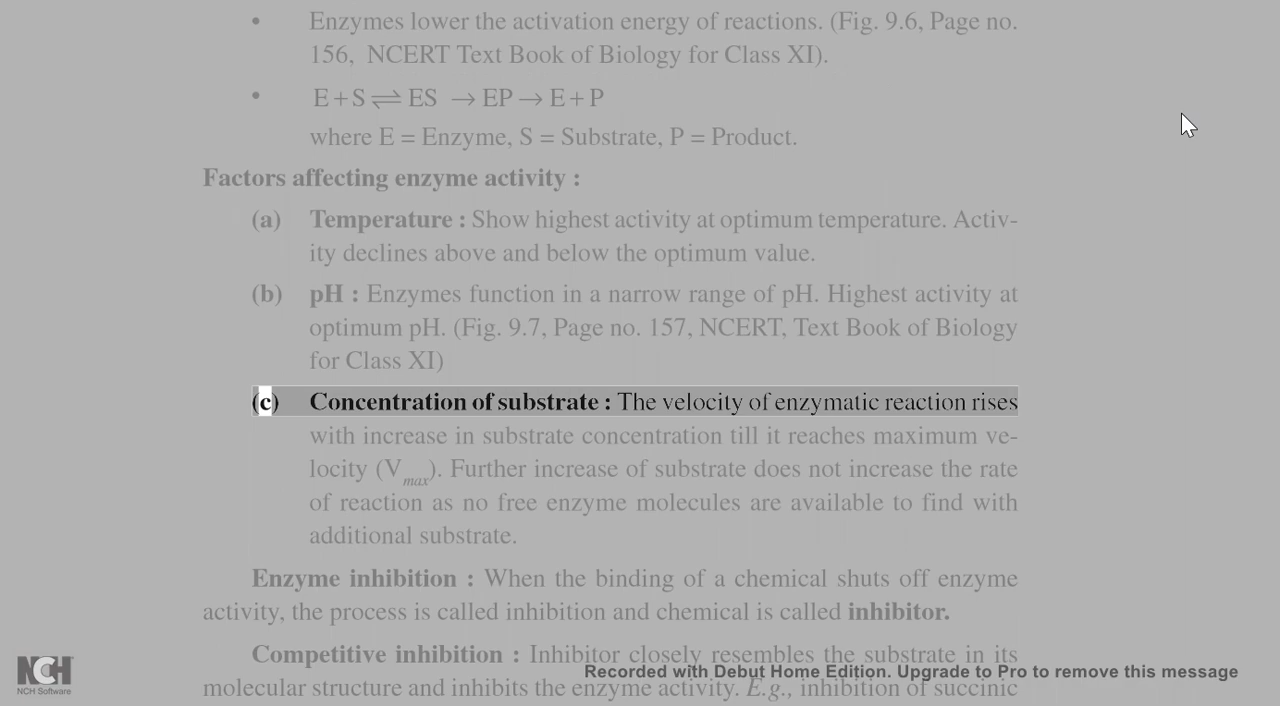 • Enzymes lower the activation energy of reactions. (Fig. 9.6, Page no.
156, NCERT Text Book of Biology for Class XI).
• E + S ⇌ ES → EP → E + P
where E = Enzyme, S = Substrate, P = Product.
Factors affecting enzyme activity :
(a) Temperature : Show highest activity at optimum temperature. Activ-
ity declines above and below the optimum value.
(b) pH : Enzymes function in a narrow range of pH. Highest activity at
optimum pH. (Fig. 9.7, Page no. 157, NCERT, Text Book of Biology
for Class XI)
(c) Concentration of substrate : The velocity of enzymatic reaction rises
with increase in substrate concentration till it reaches maximum ve-
locity (Vmax). Further increase of substrate does not increase the rate
of reaction as no free enzyme molecules are available to find with
additional substrate.
Enzyme inhibition : When the binding of a chemical shuts off enzyme
activity, the process is called inhibition and chemical is called inhibitor.
Competitive inhibition : Inhibitor closely resembles the substrate in its
molecular structure and inhibits the enzyme activity. E.g., inhibition of succinic
NCH
NCH Software
Recorded with Debut Home Edition. Upgrade to Pro to remove this message